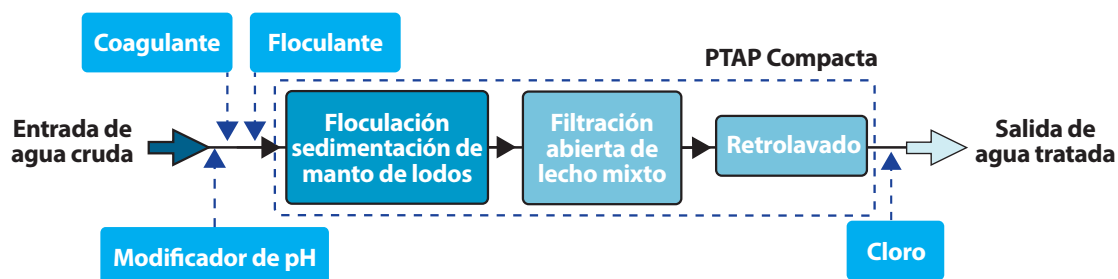 Coagulante
Floculante
PTAP Compacta
Entrada de
agua cruda
Floculación
sedimentación de
manto de lodos
Filtración
abierta de
lecho mixto
Retrolavado
Salida de
agua tratada
Modificador de pH
Cloro